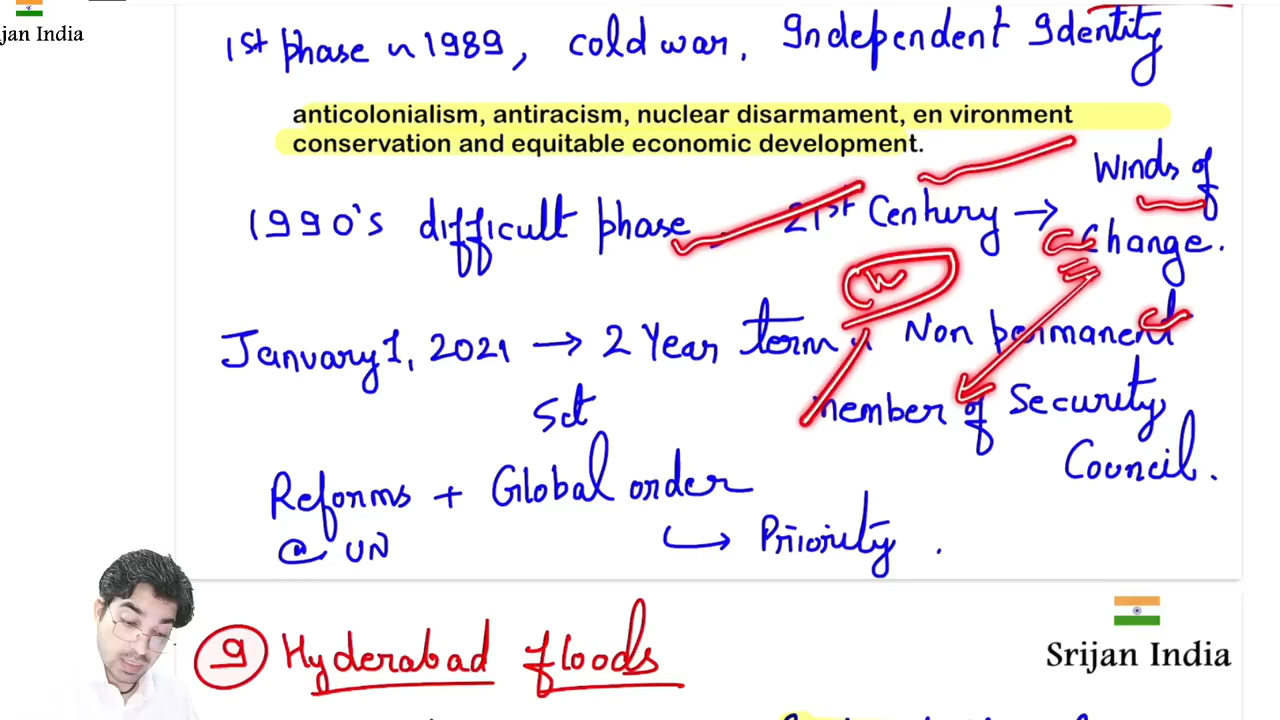 jan India
1st phase ~ 1989, cold war. Independent Identity
anticolonialism, antiracism, nuclear disarmament, en vironment
conservation and equitable economic development.
1990's difficult phase, 21st Century → Winds of
Change.
January 1, 2021 → 2 Year term, Non permanent
Set member of Security
Council.
Reforms + Global order
@ UN ↳ Priority.
9 Hyderabad floods
Srijan India